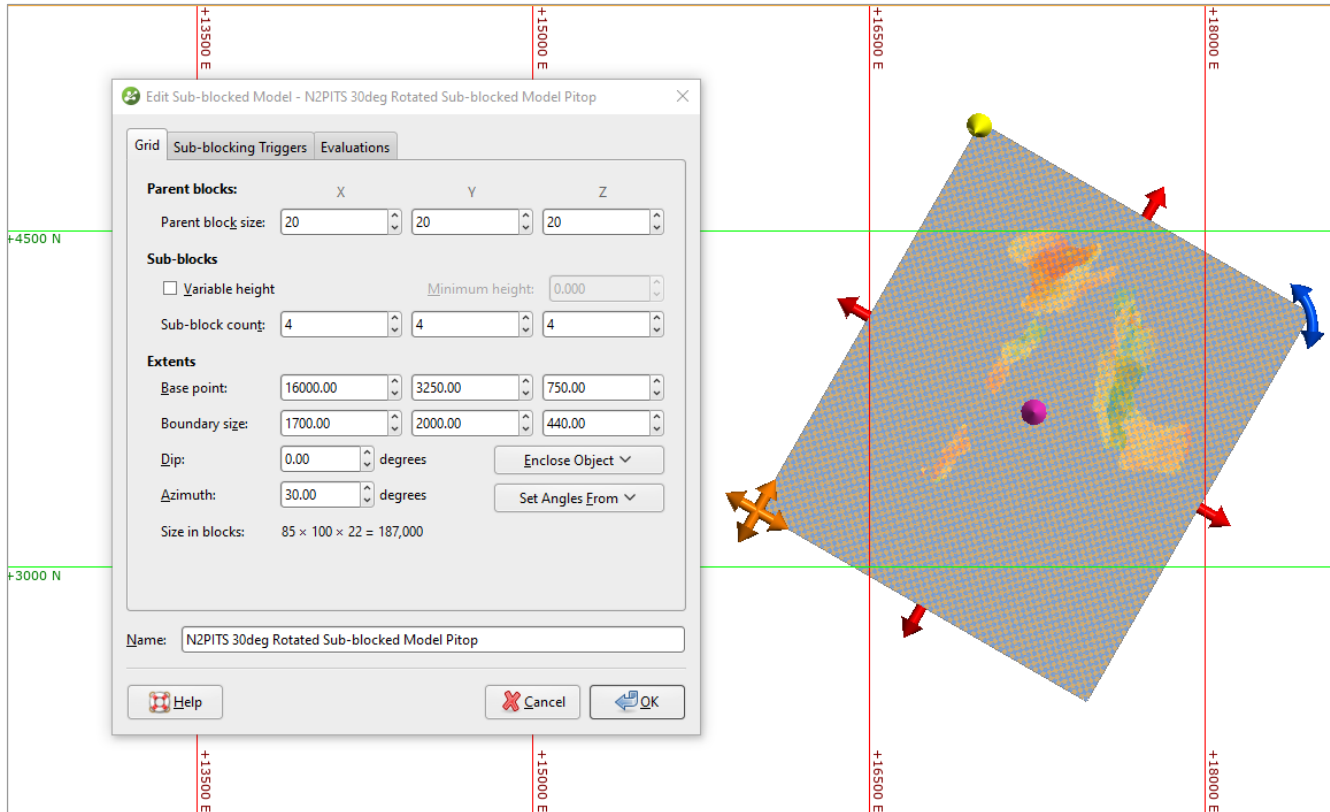 +13500 E
+15000 E
+16500 E
+18000 E
Edit Sub-blocked Model - N2PITS 30deg Rotated Sub-blocked Model Pitop
Grid Sub-blocking Triggers Evaluations
Parent blocks: X Y Z
Parent block size: 20 20 20
+4500 N
Sub-blocks
Variable height Minimum height: 0.000
Sub-block count: 4 4 4
Extents
Base point: 16000.00 3250.00 750.00
Boundary size: 1700.00 2000.00 440.00
Dip: 0.00 degrees Enclose Object
Azimuth: 30.00 degrees Set Angles From
Size in blocks: 85 × 100 × 22 = 187,000
+3000 N
Name: N2PITS 30deg Rotated Sub-blocked Model Pitop
Help Cancel OK
+13500 E
+15000 E
+16500 E
+18000 E